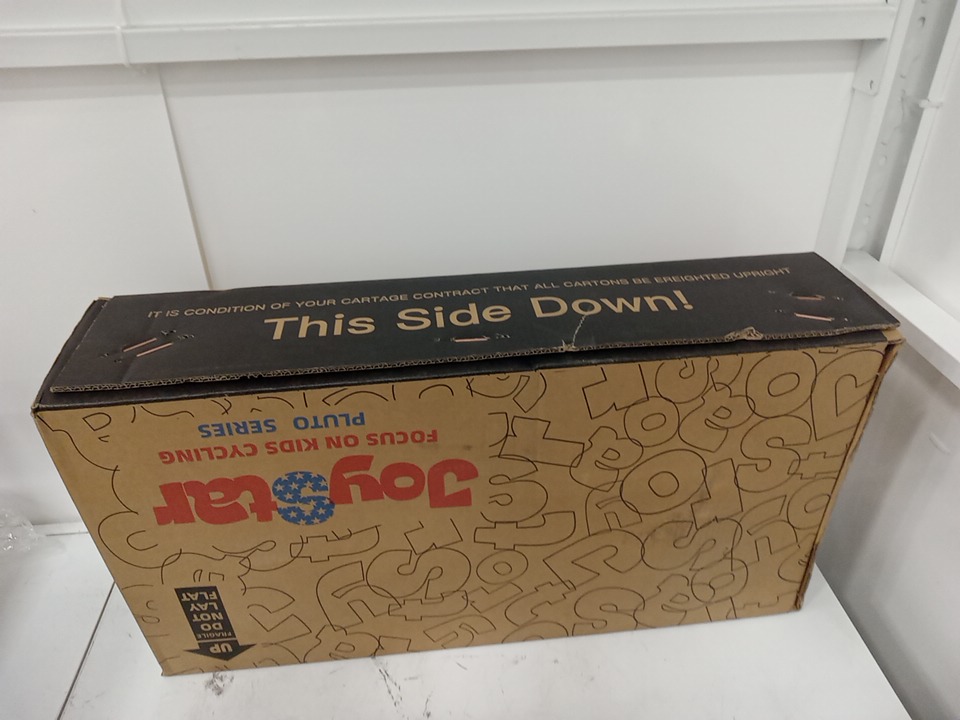 IT IS CONDITION OF YOUR CARTAGE CONTRACT THAT ALL CARTONS BE EREIGHTED UPRIGHT
This Side Down!
PLUTO SERIES
FOCUS ON KIDS CYCLING
JoyStar
UP
FRAGILE
DO
NOT
LAY
FLAT